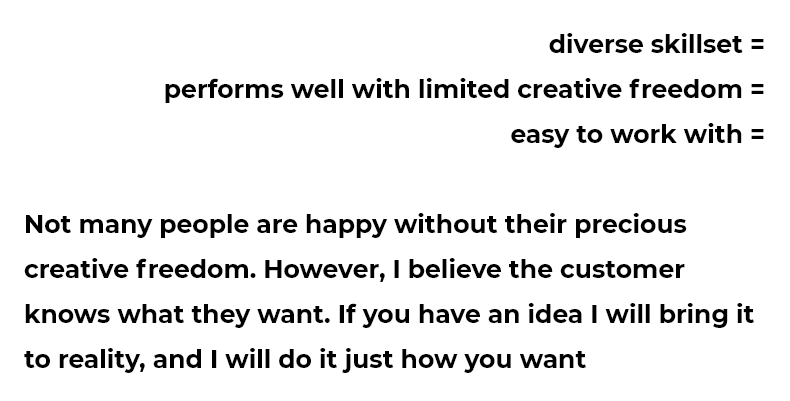 diverse skillset =
performs well with limited creative freedom =
easy to work with =
Not many people are happy without their precious
creative freedom. However, I believe the customer
knows what they want. If you have an idea I will bring it
to reality, and I will do it just how you want